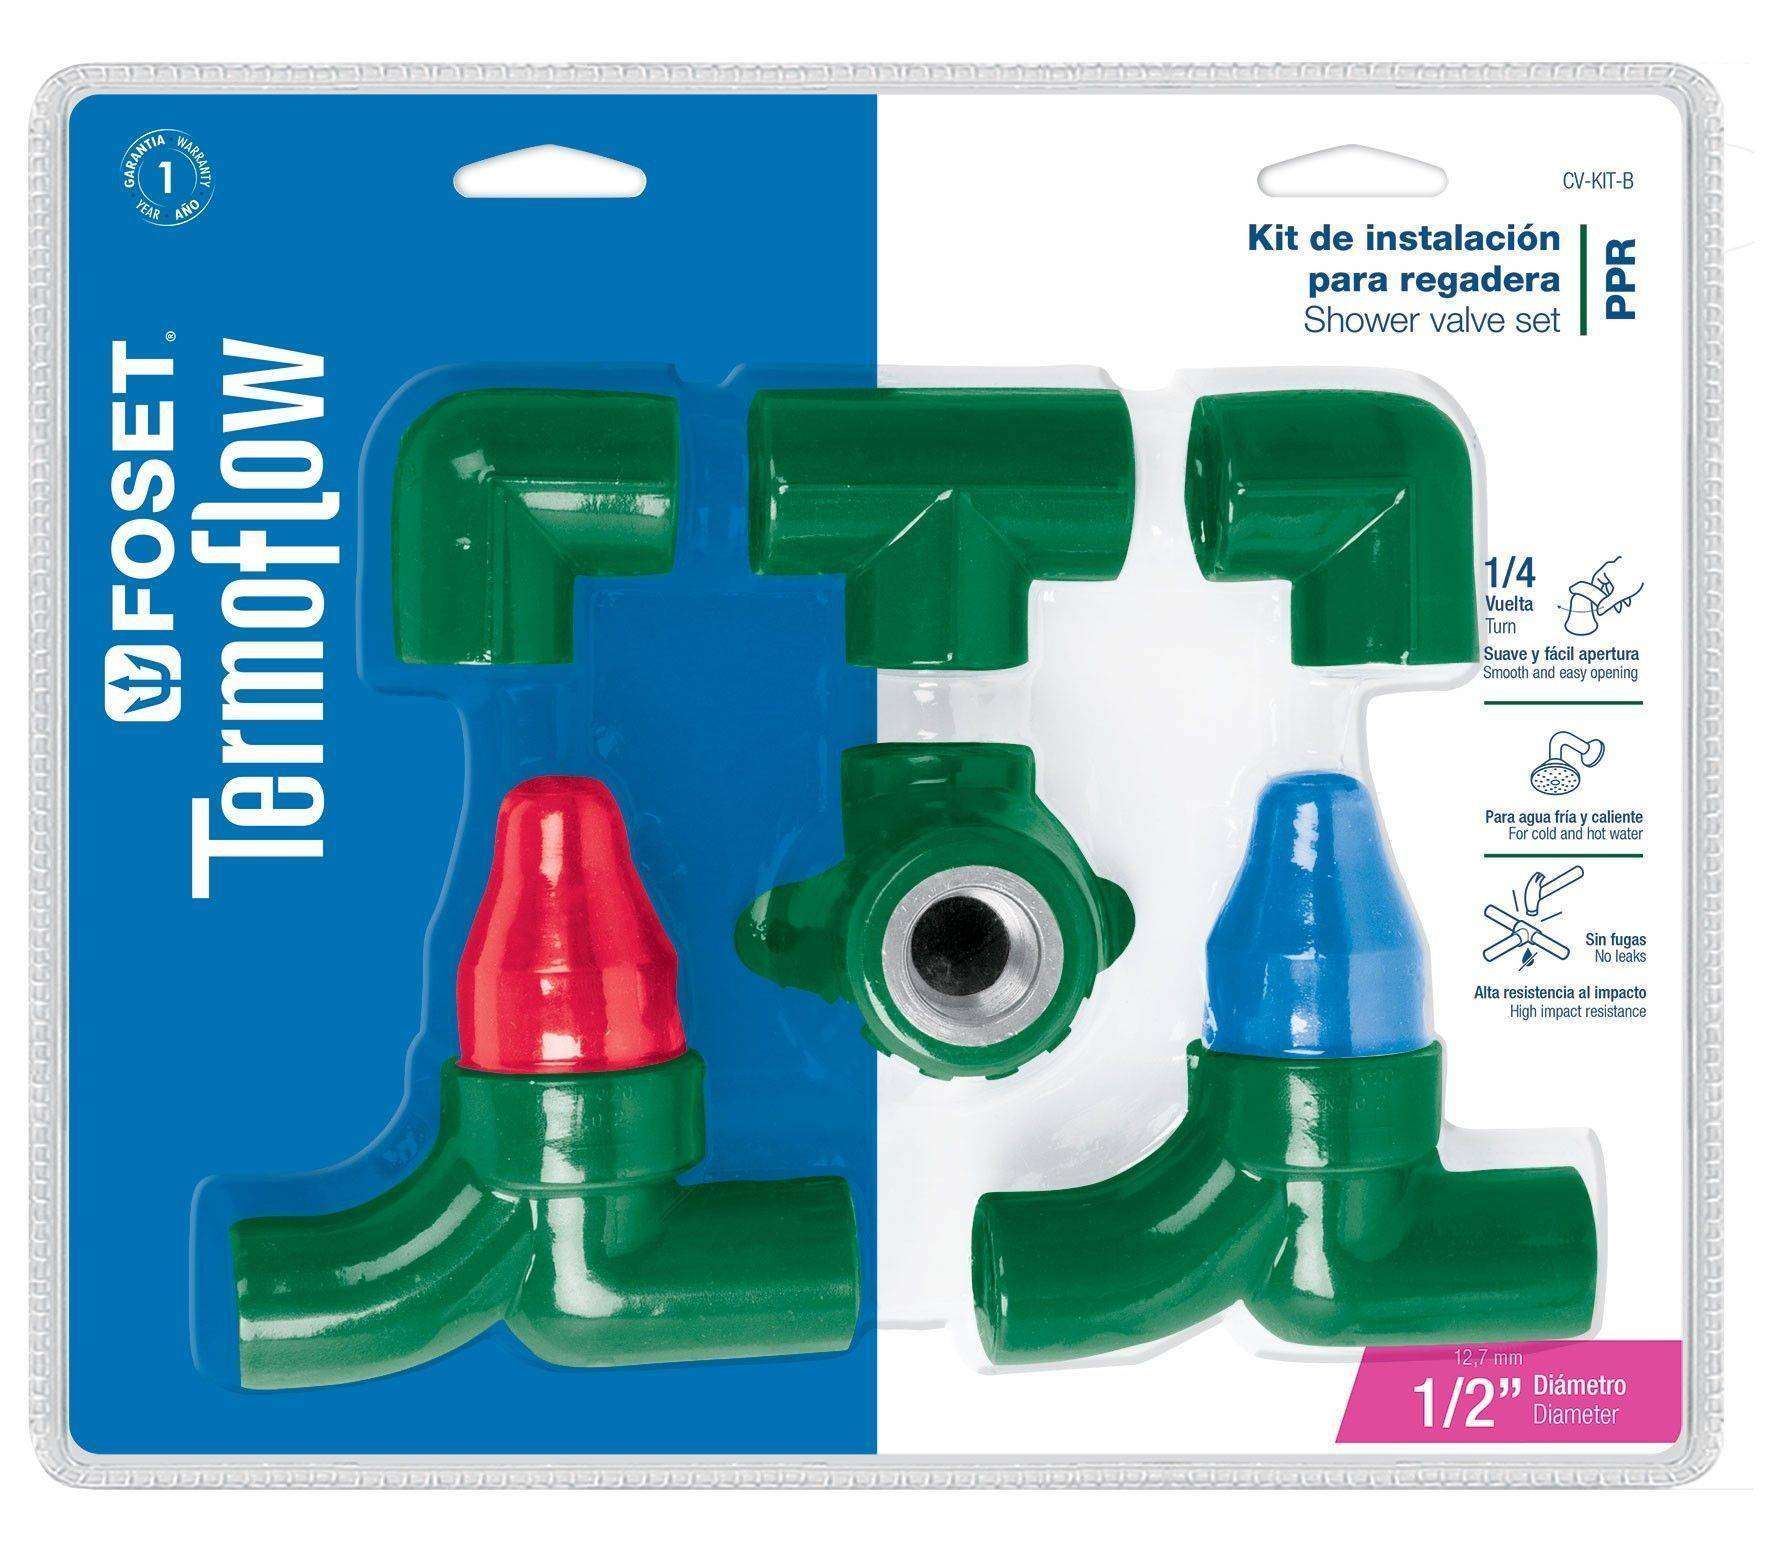 GARANTIA · WARRANTY
1
YEAR · AÑO
CV-KIT-B
Kit de instalación
para regadera
Shower valve set
PPR
FOSET®
Termoflow
1/4
Vuelta
Turn
Suave y fácil apertura
Smooth and easy opening
Para agua fría y caliente
For cold and hot water
Sin fugas
No leaks
Alta resistencia al impacto
High impact resistance
12,7 mm
1/2” Diámetro
Diameter